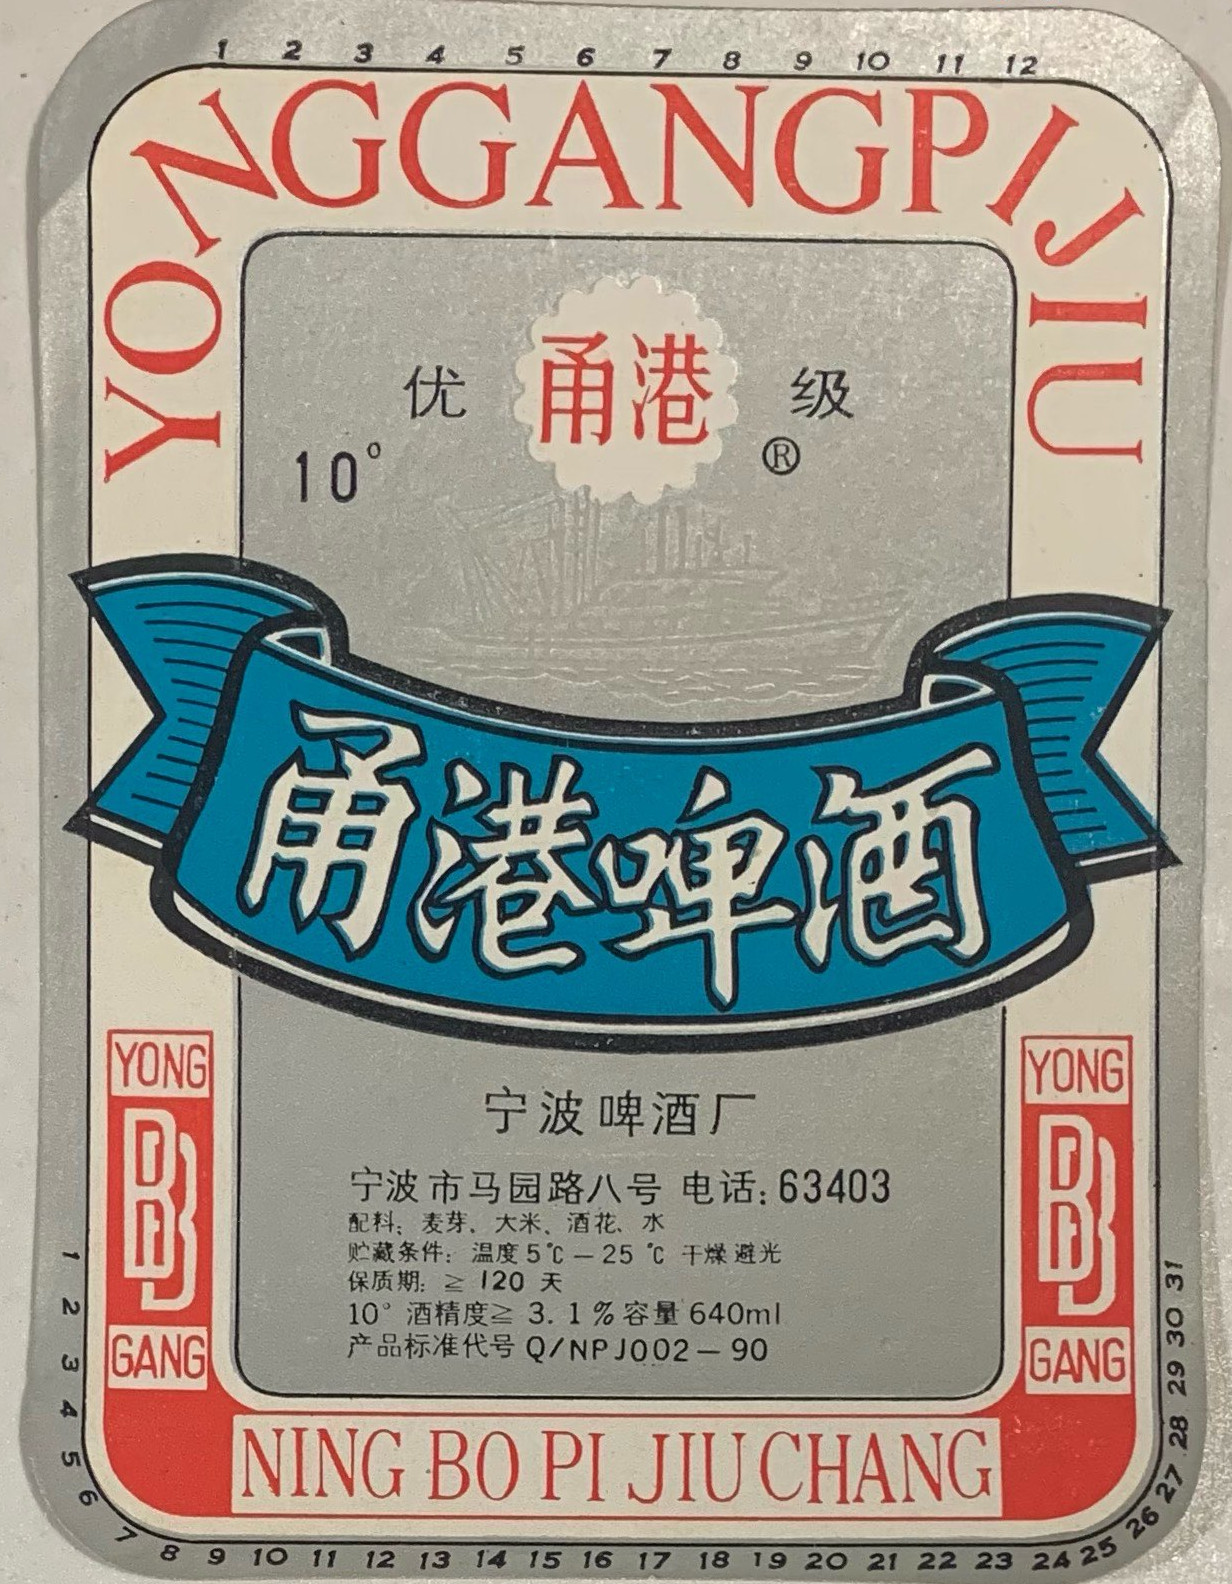 1 2 3 4 5 6 7 8 9 10 11 12
YONGGANGPIJIU
甬港
优 级
10° ®
甬港啤酒
YONG BJ GANG
YONG BJ GANG
宁波啤酒厂
宁波市马园路八号 电话:63403
配料:麦芽、大米、酒花、水
贮藏条件:温度5℃—25℃ 干燥避光
保质期:≥120天
10°酒精度≥3.1%容量640ml
产品标准代号Q/NPJ002—90
NING BO PI JIU CHANG
1 2 3 4 5 6 7 8 9 10 11 12 13 14 15 16 17 18 19 20 21 22 23 24 25 26 27 28 29 30 31